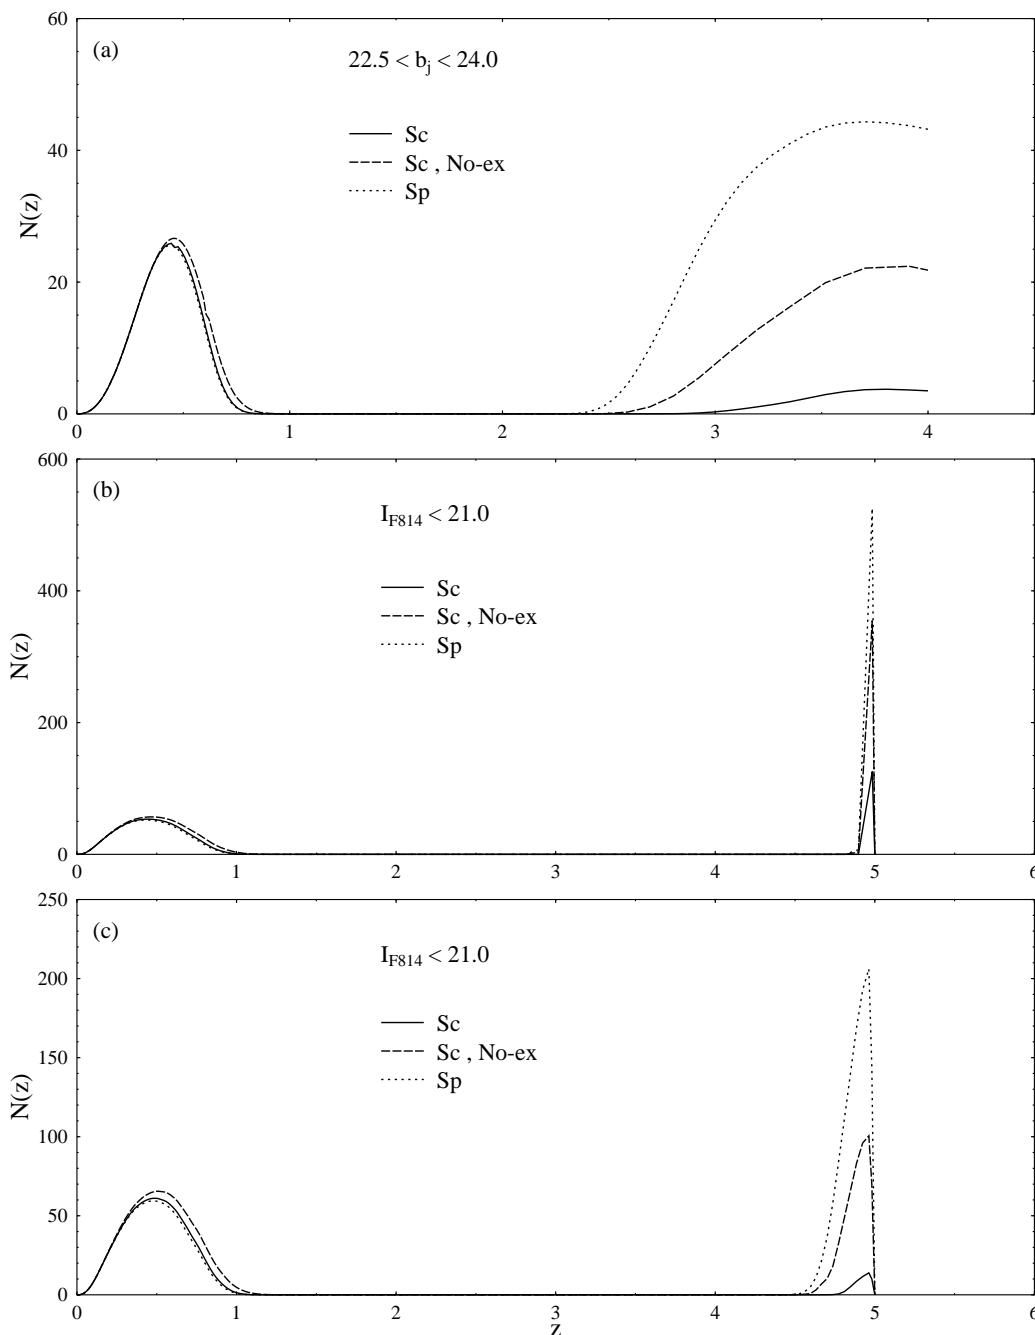 60
(a)
22.5 < b_j < 24.0
Sc
Sc , No-ex
Sp
N(z)
40
20
0
0 1 2 3 4
600
(b)
I_F814 < 21.0
Sc
Sc , No-ex
Sp
N(z)
400
200
0
0 1 2 3 4 5 6
250
(c)
I_F814 < 21.0
Sc
Sc , No-ex
Sp
N(z)
200
150
100
50
0
0 1 2 3 4 5 6
z